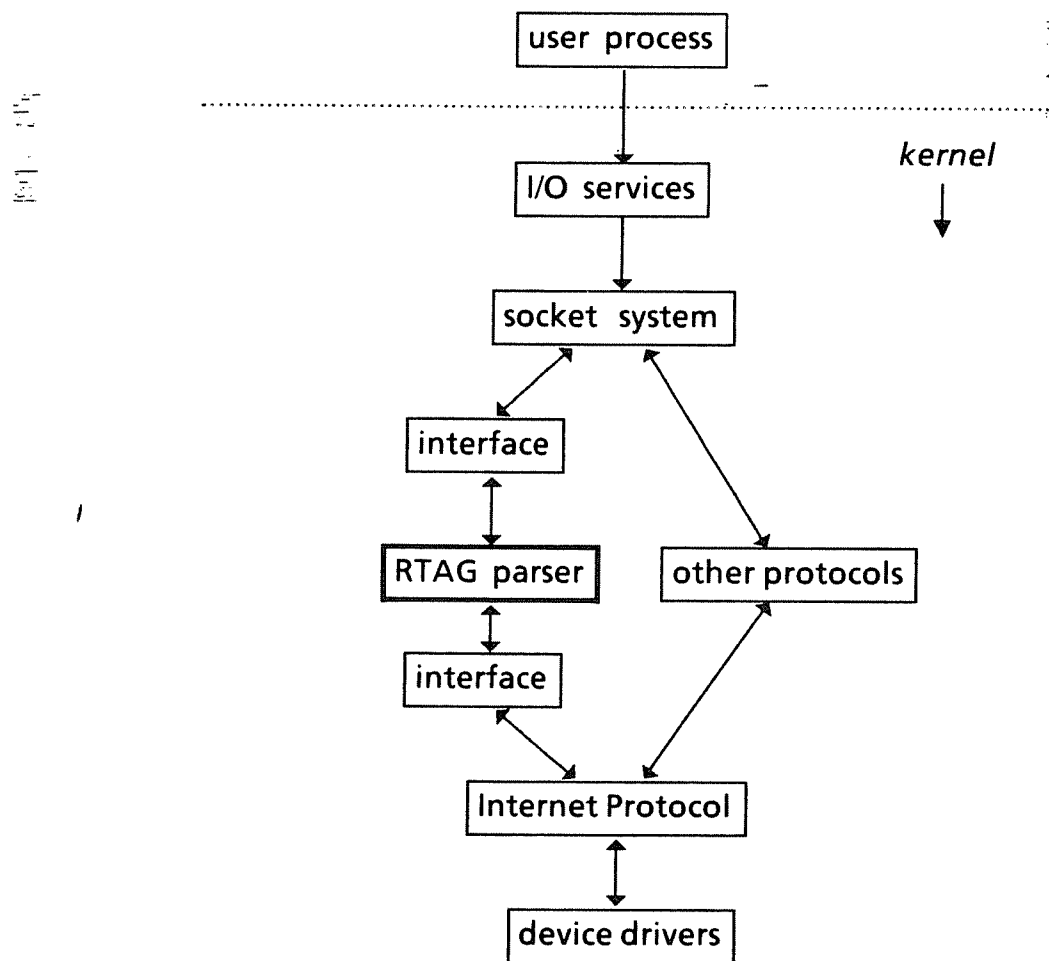 user process
kernel
I/O services
socket system
interface
RTAG parser
other protocols
interface
Internet Protocol
device drivers